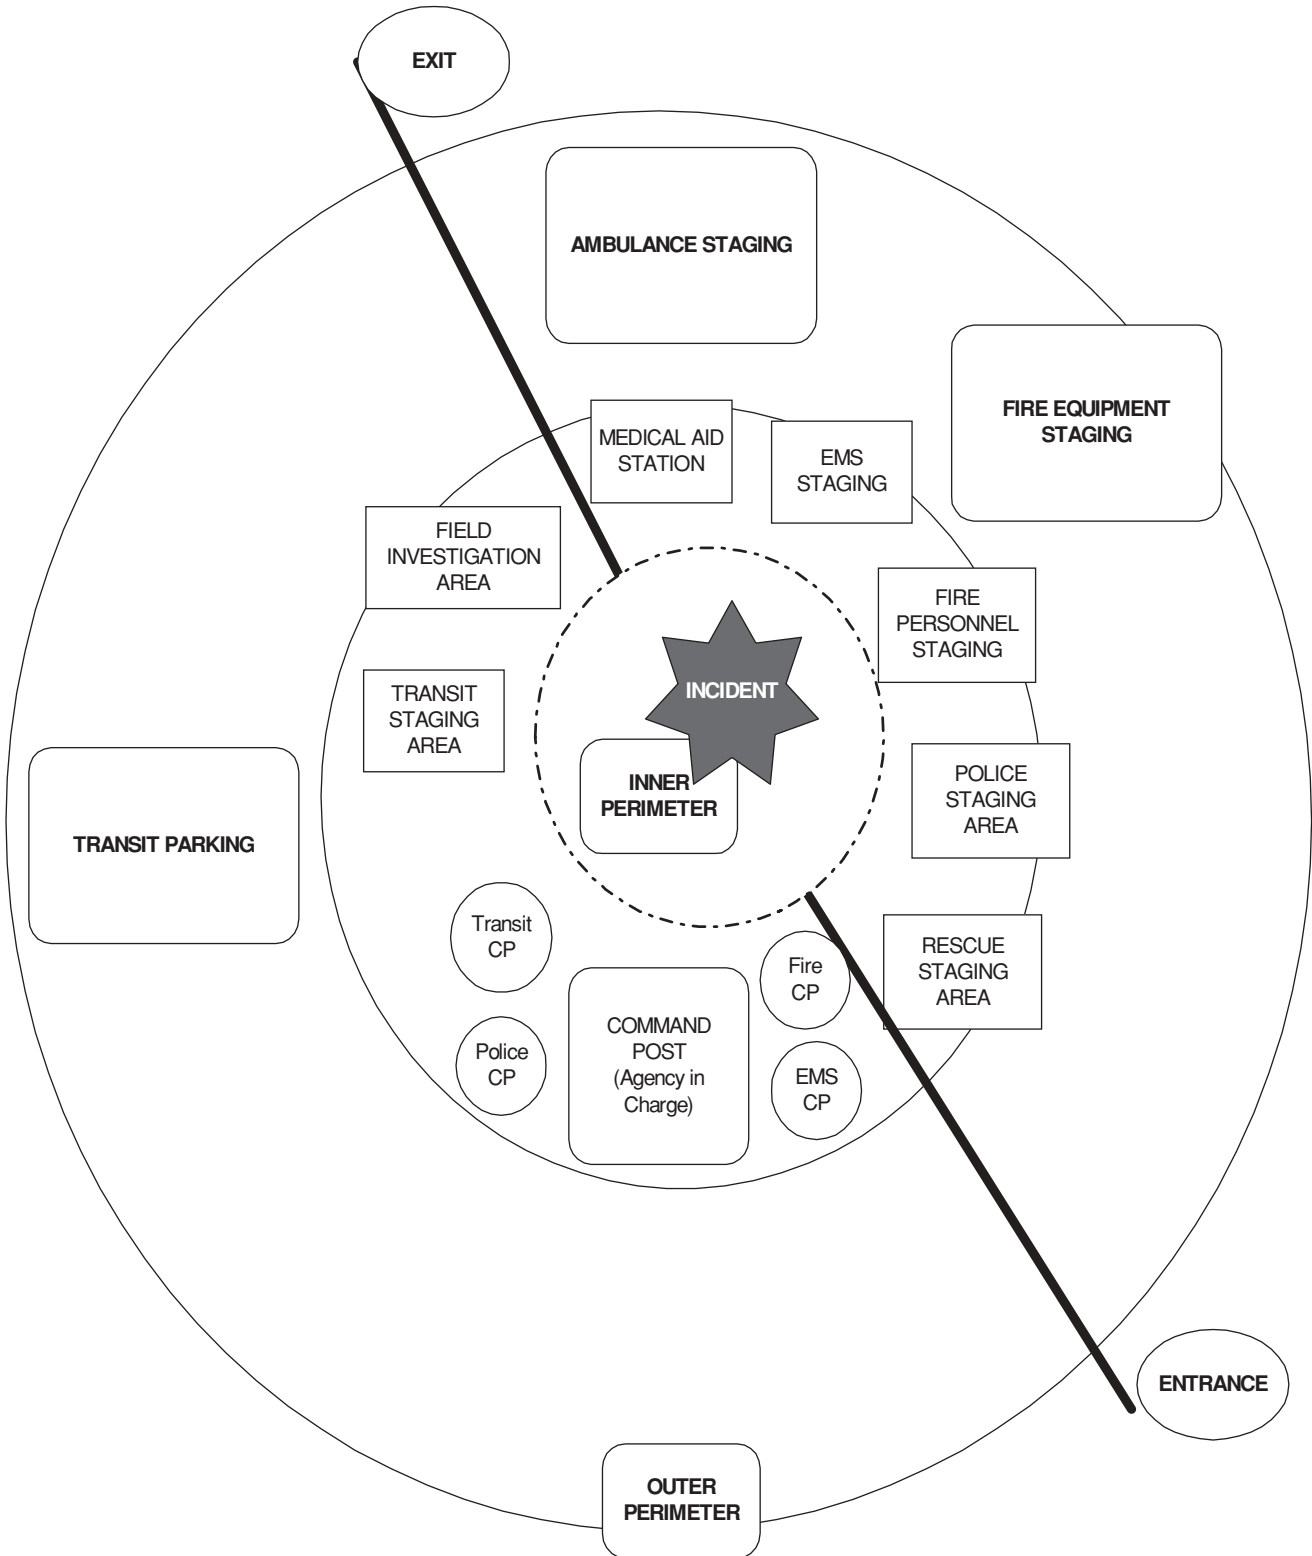 EXIT
AMBULANCE STAGING
FIRE EQUIPMENT
STAGING
MEDICAL AID
STATION
EMS
STAGING
FIELD
INVESTIGATION
AREA
FIRE
PERSONNEL
STAGING
TRANSIT
STAGING
AREA
INCIDENT
INNER
PERIMETER
POLICE
STAGING
AREA
TRANSIT PARKING
Transit
CP
Fire
CP
RESCUE
STAGING
AREA
COMMAND
POST
(Agency in
Charge)
Police
CP
EMS
CP
ENTRANCE
OUTER
PERIMETER